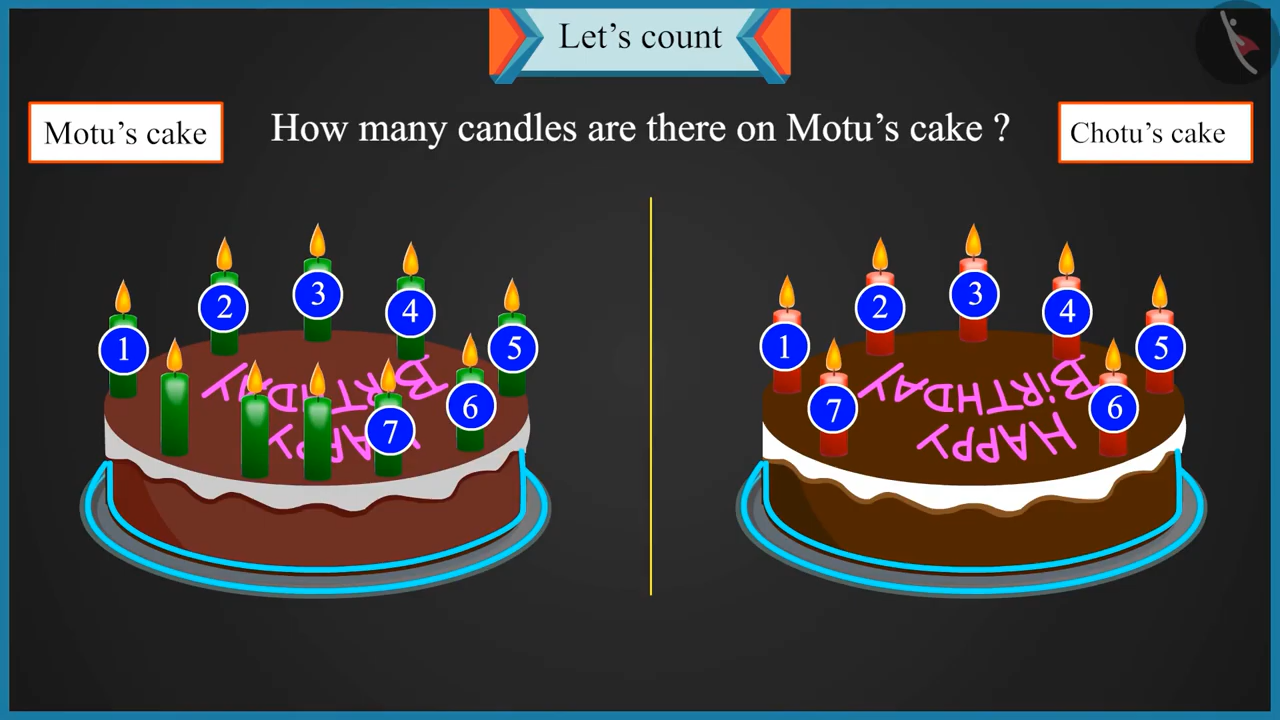 Let's count
Motu's cake
How many candles are there on Motu's cake ?
Chotu's cake
1
2
3
4
5
6
7
HAPPY
BiRTHDAY
1
2
3
4
5
6
7
HAPPY
BiRTHDAY